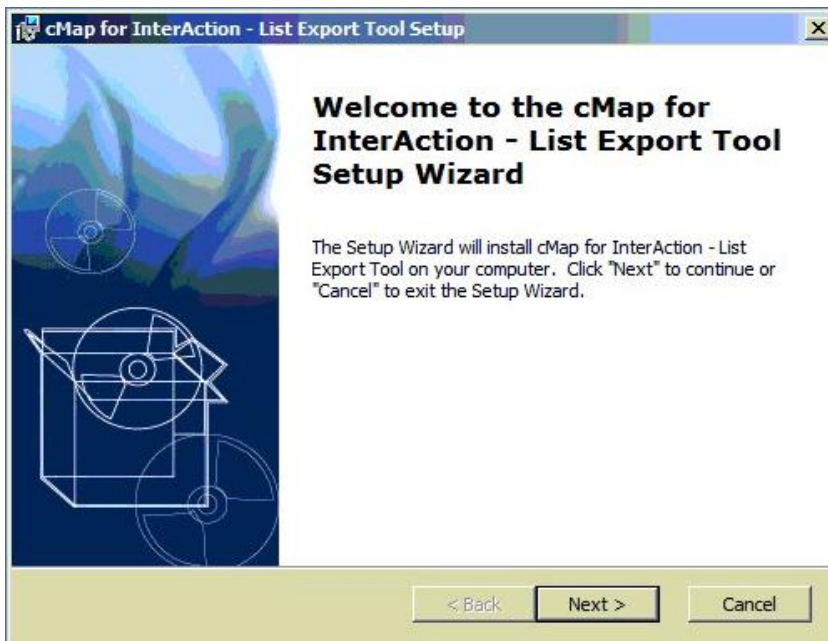 cMap for InterAction - List Export Tool Setup
Welcome to the cMap for
InterAction - List Export Tool
Setup Wizard
The Setup Wizard will install cMap for InterAction - List
Export Tool on your computer.  Click "Next" to continue or
"Cancel" to exit the Setup Wizard.
< Back
Next >
Cancel